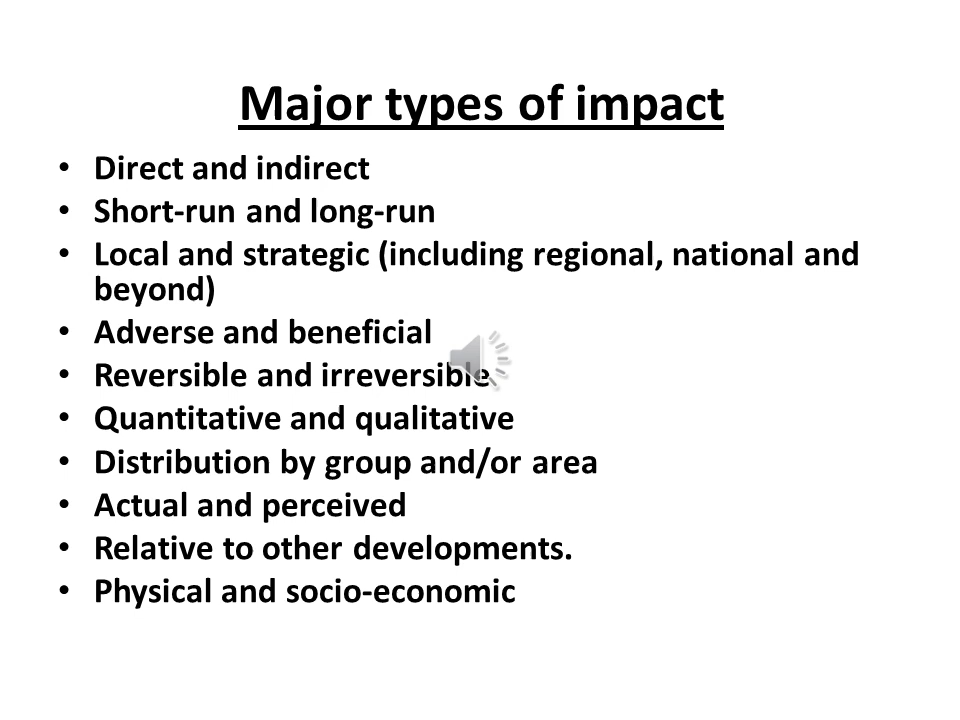 Major types of impact
• Direct and indirect
• Short-run and long-run
• Local and strategic (including regional, national and
beyond)
• Adverse and beneficial
• Reversible and irreversible
• Quantitative and qualitative
• Distribution by group and/or area
• Actual and perceived
• Relative to other developments.
• Physical and socio-economic